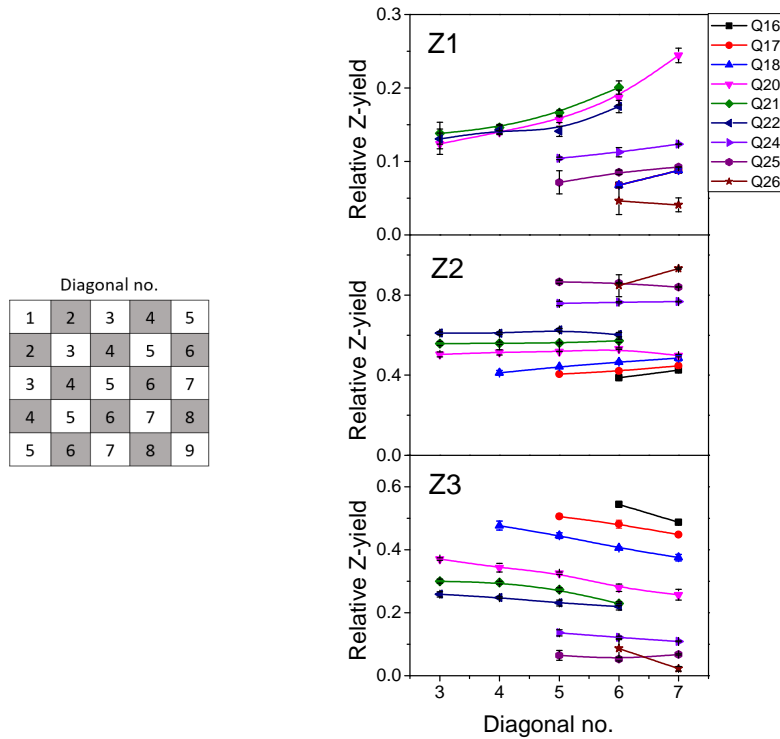 Diagonal no.
1 2 3 4 5
2 3 4 5 6
3 4 5 6 7
4 5 6 7 8
5 6 7 8 9
Z1
Relative Z-yield
0.3
0.2
0.1
0.0
Q16
Q17
Q18
Q20
Q21
Q22
Q24
Q25
Q26
Z2
Relative Z-yield
0.8
0.4
0.0
Z3
Relative Z-yield
0.6
0.4
0.2
0.0
3 4 5 6 7
Diagonal no.